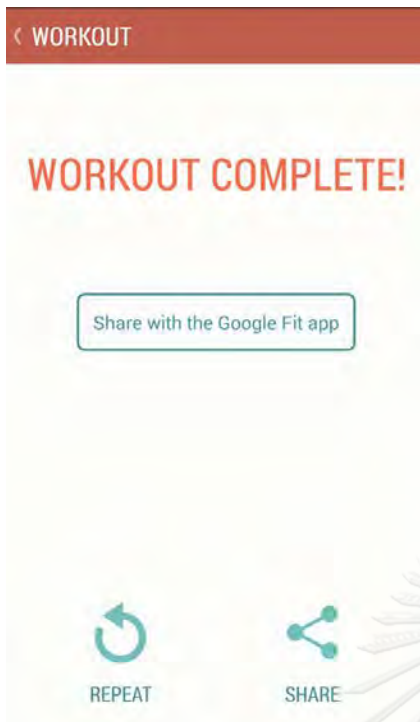 WORKOUT
WORKOUT COMPLETE!
Share with the Google Fit app
REPEAT
SHARE